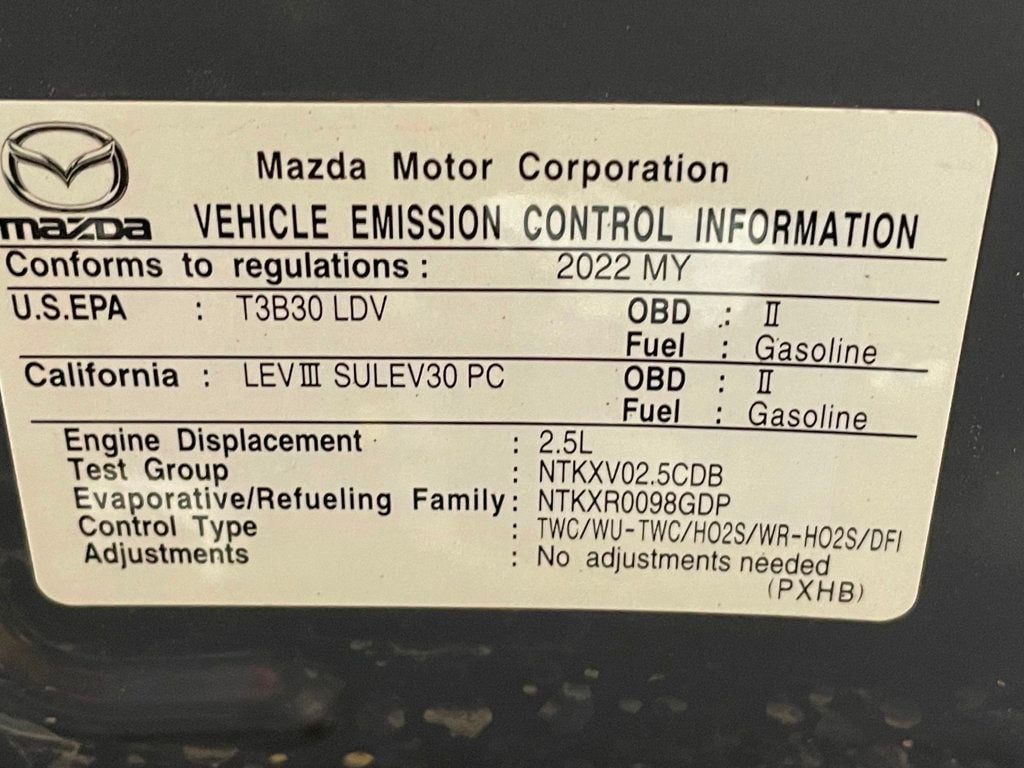 Mazda Motor Corporation
mazda VEHICLE EMISSION CONTROL INFORMATION
Conforms to regulations : 2022 MY
U.S.EPA : T3B30 LDV OBD : Ⅱ
Fuel : Gasoline
California : LEVⅢ SULEV30 PC OBD : Ⅱ
Fuel : Gasoline
Engine Displacement : 2.5L
Test Group : NTKXV02.5CDB
Evaporative/Refueling Family : NTKXR0098GDP
Control Type : TWC/WU-TWC/HO2S/WR-HO2S/DFI
Adjustments : No adjustments needed
(PXHB)